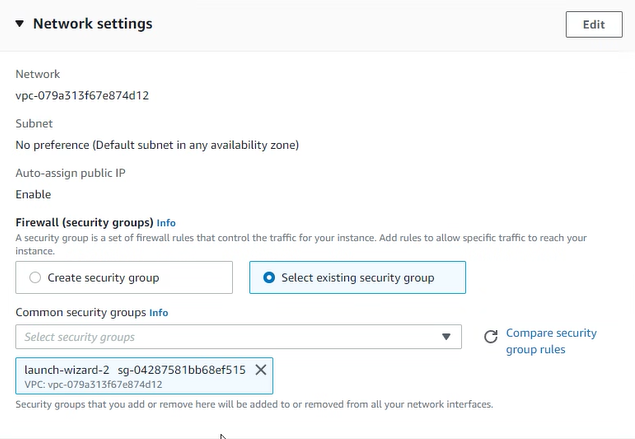 Network settings
Edit
Network
vpc-079a313f67e874d12
Subnet
No preference (Default subnet in any availability zone)
Auto-assign public IP
Enable
Firewall (security groups) Info
A security group is a set of firewall rules that control the traffic for your instance. Add rules to allow specific traffic to reach your
instance.
Create security group
Select existing security group
Common security groups Info
Select security groups
Compare security
group rules
launch-wizard-2 sg-04287581bb68ef515
VPC: vpc-079a313f67e874d12
Security groups that you add or remove here will be added to or removed from all your network interfaces.